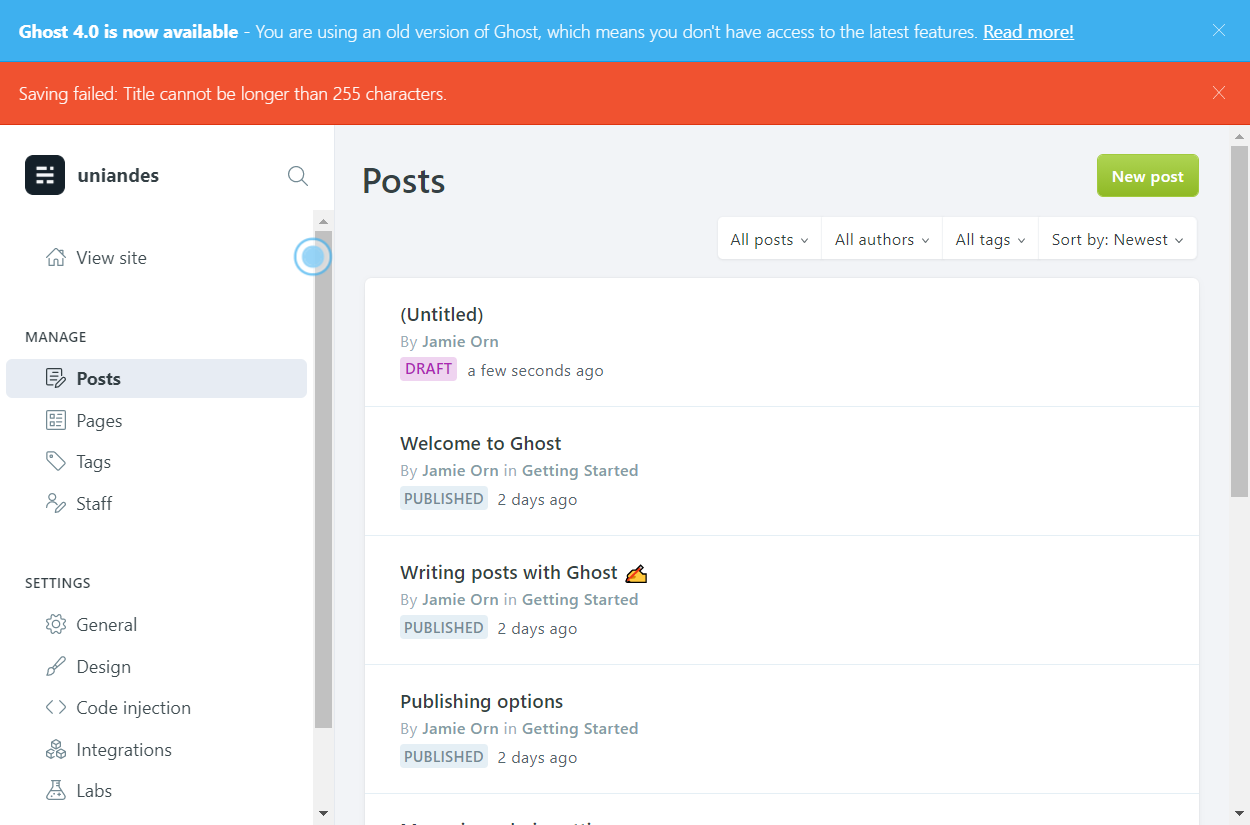 Ghost 4.0 is now available - You are using an old version of Ghost, which means you don't have access to the latest features. Read more!
Saving failed: Title cannot be longer than 255 characters.
uniandes
View site
MANAGE
Posts
Pages
Tags
Staff
SETTINGS
General
Design
Code injection
Integrations
Labs
Posts
New post
All posts
All authors
All tags
Sort by: Newest
(Untitled)
By Jamie Orn
DRAFT a few seconds ago
Welcome to Ghost
By Jamie Orn in Getting Started
PUBLISHED 2 days ago
Writing posts with Ghost ✍️
By Jamie Orn in Getting Started
PUBLISHED 2 days ago
Publishing options
By Jamie Orn in Getting Started
PUBLISHED 2 days ago